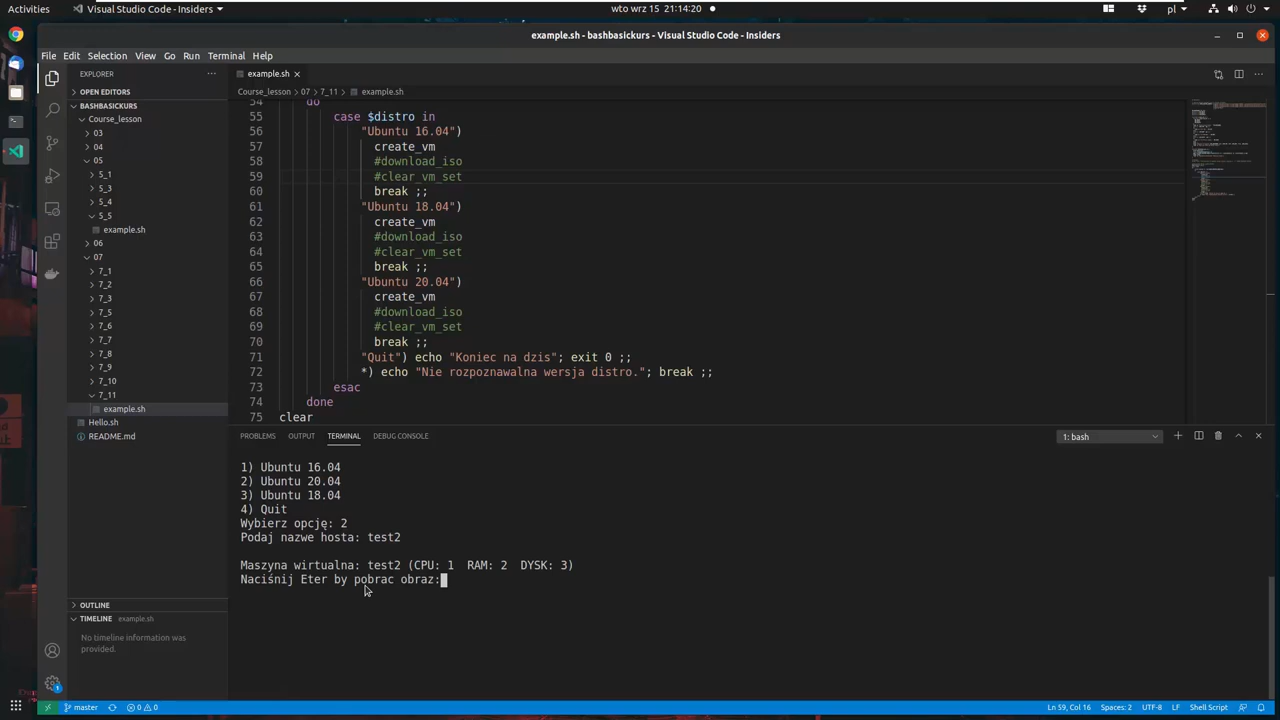 Activities
Visual Studio Code - Insiders
wto wrz 15 21:14:20
pl
example.sh - bashbasickurs - Visual Studio Code - Insiders
File Edit Selection View Go Run Terminal Help
EXPLORER
example.sh
OPEN EDITORS
Course_lesson > 07 > 7_11 > example.sh
BASHBASICKURS
Course_lesson
03
04
05
5_1
5_3
5_4
5_5
example.sh
06
07
7_1
7_2
7_3
7_5
7_6
7_7
7_8
7_9
7_10
7_11
example.sh
Hello.sh
README.md
54 do
55 case $distro in
56 "Ubuntu 16.04")
57 create_vm
58 #download_iso
59 #clear_vm_set
60 break ;;
61 "Ubuntu 18.04")
62 create_vm
63 #download_iso
64 #clear_vm_set
65 break ;;
66 "Ubuntu 20.04")
67 create_vm
68 #download_iso
69 #clear_vm_set
70 break ;;
71 "Quit") echo "Koniec na dzis"; exit 0 ;;
72 *) echo "Nie rozpoznawalna wersja distro."; break ;;
73 esac
74 done
75 clear
PROBLEMS OUTPUT TERMINAL DEBUG CONSOLE
1: bash
1) Ubuntu 16.04
2) Ubuntu 20.04
3) Ubuntu 18.04
4) Quit
Wybierz opcję: 2
Podaj nazwe hosta: test2
Maszyna wirtualna: test2 (CPU: 1 RAM: 2 DYSK: 3)
Naciśnij Eter by pobrac obraz:
OUTLINE
TIMELINE example.sh
No timeline information was
provided.
1
master
0 0
Ln 59, Col 16
Spaces: 2
UTF-8
LF
Shell Script